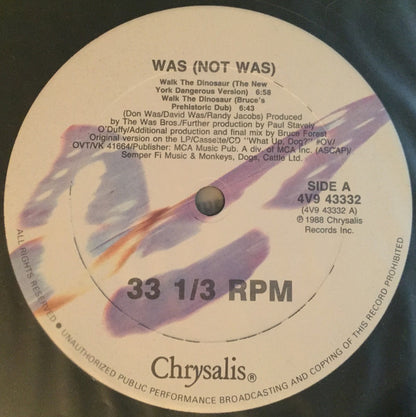 WAS (NOT WAS)
Walk The Dinosaur (The New
York Dangerous Version) 6:58
Walk The Dinosaur (Bruce's
Prehistoric Dub) 6:43
(Don Was/David Was/Randy Jacobs) Produced
by The Was Bros./Further production by Paul Stavely
O'Duffy/Additional production and final mix by Bruce Forest
Original version on the LP/Cassette/CD "What Up, Dog?" #OV/
OVT/VK 41664/Publisher: MCA Music Pub. A div. of MCA Inc. (ASCAP)/
Semper Fi Music & Monkeys, Dogs, Cattle Ltd.
SIDE A
4V9 43332
(4V9 43332 A)
℗ 1988 Chrysalis
Records Inc.
33 1/3 RPM
Chrysalis®
ALL RIGHTS RESERVED ● UNAUTHORIZED PUBLIC PERFORMANCE BROADCASTING AND COPYING OF THIS RECORD PROHIBITED